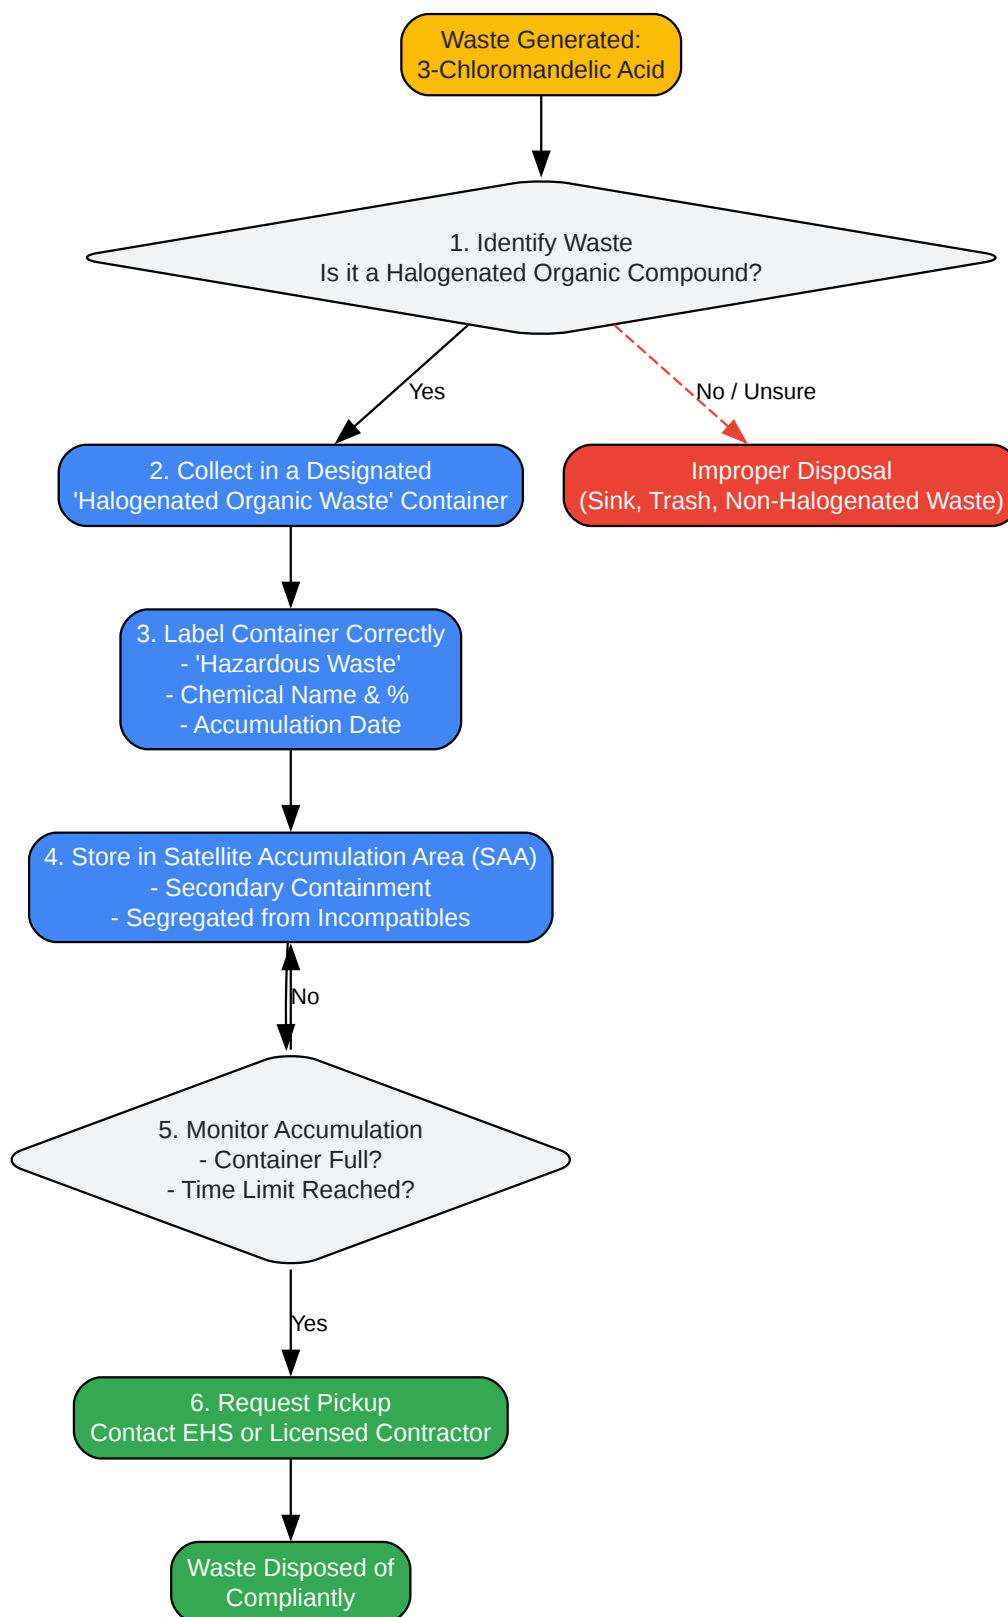 Waste Generated:
3-Chloromandelic Acid
1. Identify Waste
Is it a Halogenated Organic Compound?
Yes
No / Unsure
2. Collect in a Designated
'Halogenated Organic Waste' Container
Improper Disposal
(Sink, Trash, Non-Halogenated Waste)
3. Label Container Correctly
- 'Hazardous Waste'
- Chemical Name & %
- Accumulation Date
4. Store in Satellite Accumulation Area (SAA)
- Secondary Containment
- Segregated from Incompatibles
No
5. Monitor Accumulation
- Container Full?
- Time Limit Reached?
Yes
6. Request Pickup
Contact EHS or Licensed Contractor
Waste Disposed of
Compliantly